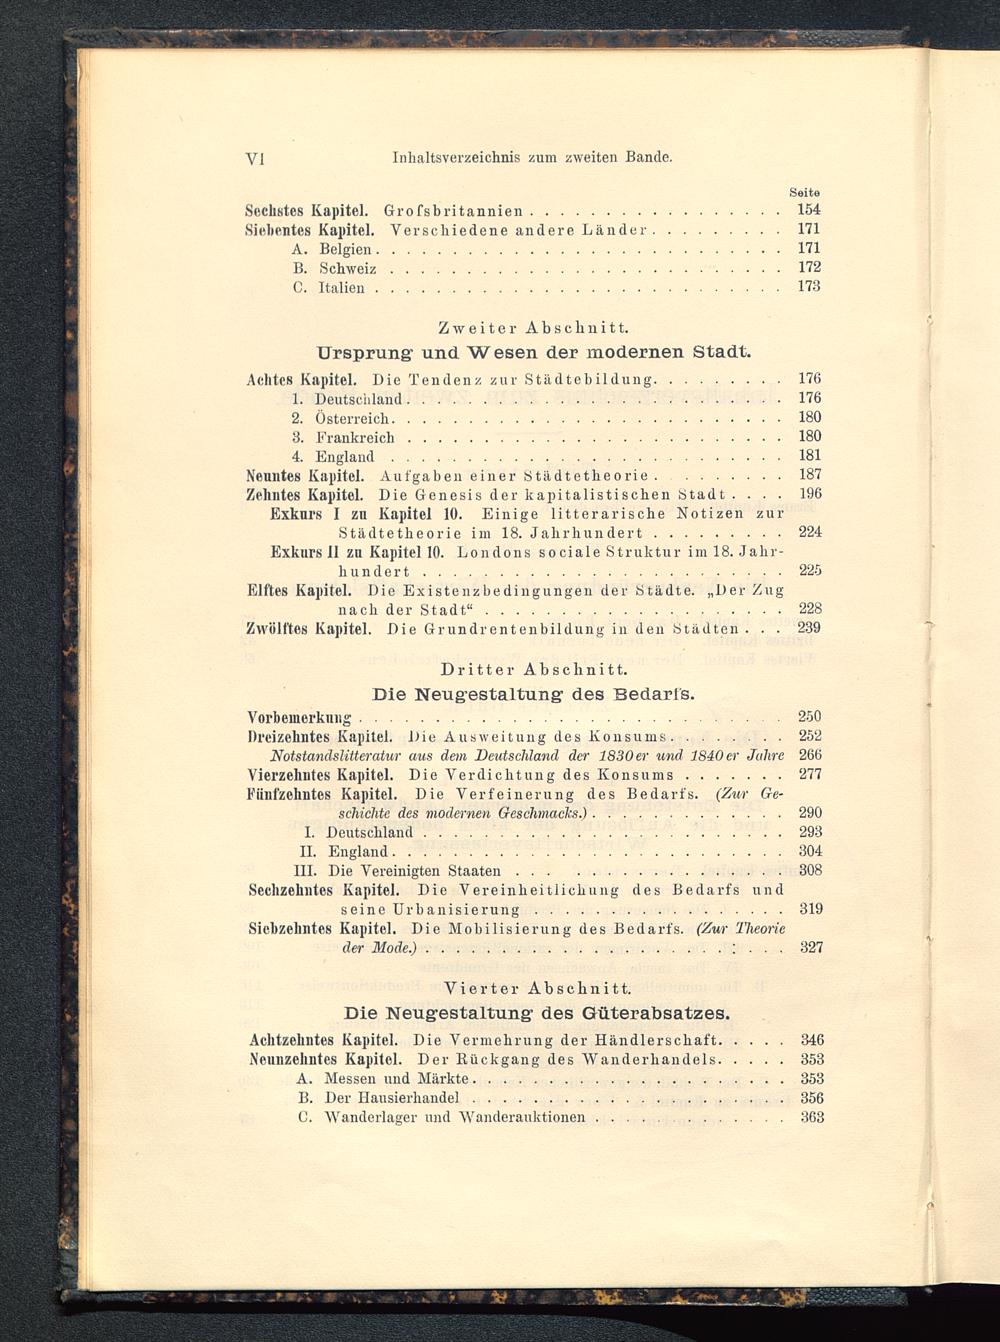 VI Inhaltsverzeichnis zum zweiten Bande.
Seite
Sechstes Kapitel. Grofsbritannien . . . . . . . . . . . . . . . . . 154
Siebentes Kapitel. Verschiedene andere Länder . . . . . . . . . 171
A. Belgien . . . . . . . . . . . . . . . . . . . . . . . . . . . 171
B. Schweiz . . . . . . . . . . . . . . . . . . . . . . . . . . 172
C. Italien . . . . . . . . . . . . . . . . . . . . . . . . . . . 173
Zweiter Abschnitt.
Ursprung und Wesen der modernen Stadt.
Achtes Kapitel. Die Tendenz zur Städtebildung. . . . . . . . . 176
1. Deutschland . . . . . . . . . . . . . . . . . . . . . . . . . 176
2. Österreich . . . . . . . . . . . . . . . . . . . . . . . . . . 180
3. Frankreich . . . . . . . . . . . . . . . . . . . . . . . . . 180
4. England . . . . . . . . . . . . . . . . . . . . . . . . . . 181
Neuntes Kapitel. Aufgaben einer Städtetheorie . . . . . . . . . 187
Zehntes Kapitel. Die Genesis der kapitalistischen Stadt . . . . 196
Exkurs I zu Kapitel 10. Einige litterarische Notizen zur
Städtetheorie im 18. Jahrhundert . . . . . . . . . 224
Exkurs II zu Kapitel 10. Londons sociale Struktur im 18. Jahr-
hundert . . . . . . . . . . . . . . . . . . . . . . . . 225
Elftes Kapitel. Die Existenzbedingungen der Städte. „Der Zug
nach der Stadt“ . . . . . . . . . . . . . . . . . . . . 228
Zwölftes Kapitel. Die Grundrentenbildung in den Städten . . . 239
Dritter Abschnitt.
Die Neugestaltung des Bedarfs.
Vorbemerkung . . . . . . . . . . . . . . . . . . . . . . . . . . . . 250
Dreizehntes Kapitel. Die Ausweitung des Konsums . . . . . . . . 252
Notstandslitteratur aus dem Deutschland der 1830er und 1840er Jahre 266
Vierzehntes Kapitel. Die Verdichtung des Konsums . . . . . . . 277
Fünfzehntes Kapitel. Die Verfeinerung des Bedarfs. (Zur Ge-
schichte des modernen Geschmacks.) . . . . . . . . . . . . . 290
I. Deutschland . . . . . . . . . . . . . . . . . . . . . . . . 293
II. England . . . . . . . . . . . . . . . . . . . . . . . . . . 304
III. Die Vereinigten Staaten . . . . . . . . . . . . . . . . . . 308
Sechzehntes Kapitel. Die Vereinheitlichung des Bedarfs und
seine Urbanisierung . . . . . . . . . . . . . . . . . 319
Siebzehntes Kapitel. Die Mobilisierung des Bedarfs. (Zur Theorie
der Mode.) . . . . . . . . . . . . . . . . . . . . . . . . 327
Vierter Abschnitt.
Die Neugestaltung des Güterabsatzes.
Achtzehntes Kapitel. Die Vermehrung der Händlerschaft. . . . . 346
Neunzehntes Kapitel. Der Rückgang des Wanderhandels. . . . . 353
A. Messen und Märkte . . . . . . . . . . . . . . . . . . . . . 353
B. Der Hausierhandel . . . . . . . . . . . . . . . . . . . . . 356
C. Wanderlager und Wanderauktionen . . . . . . . . . . . . . 363